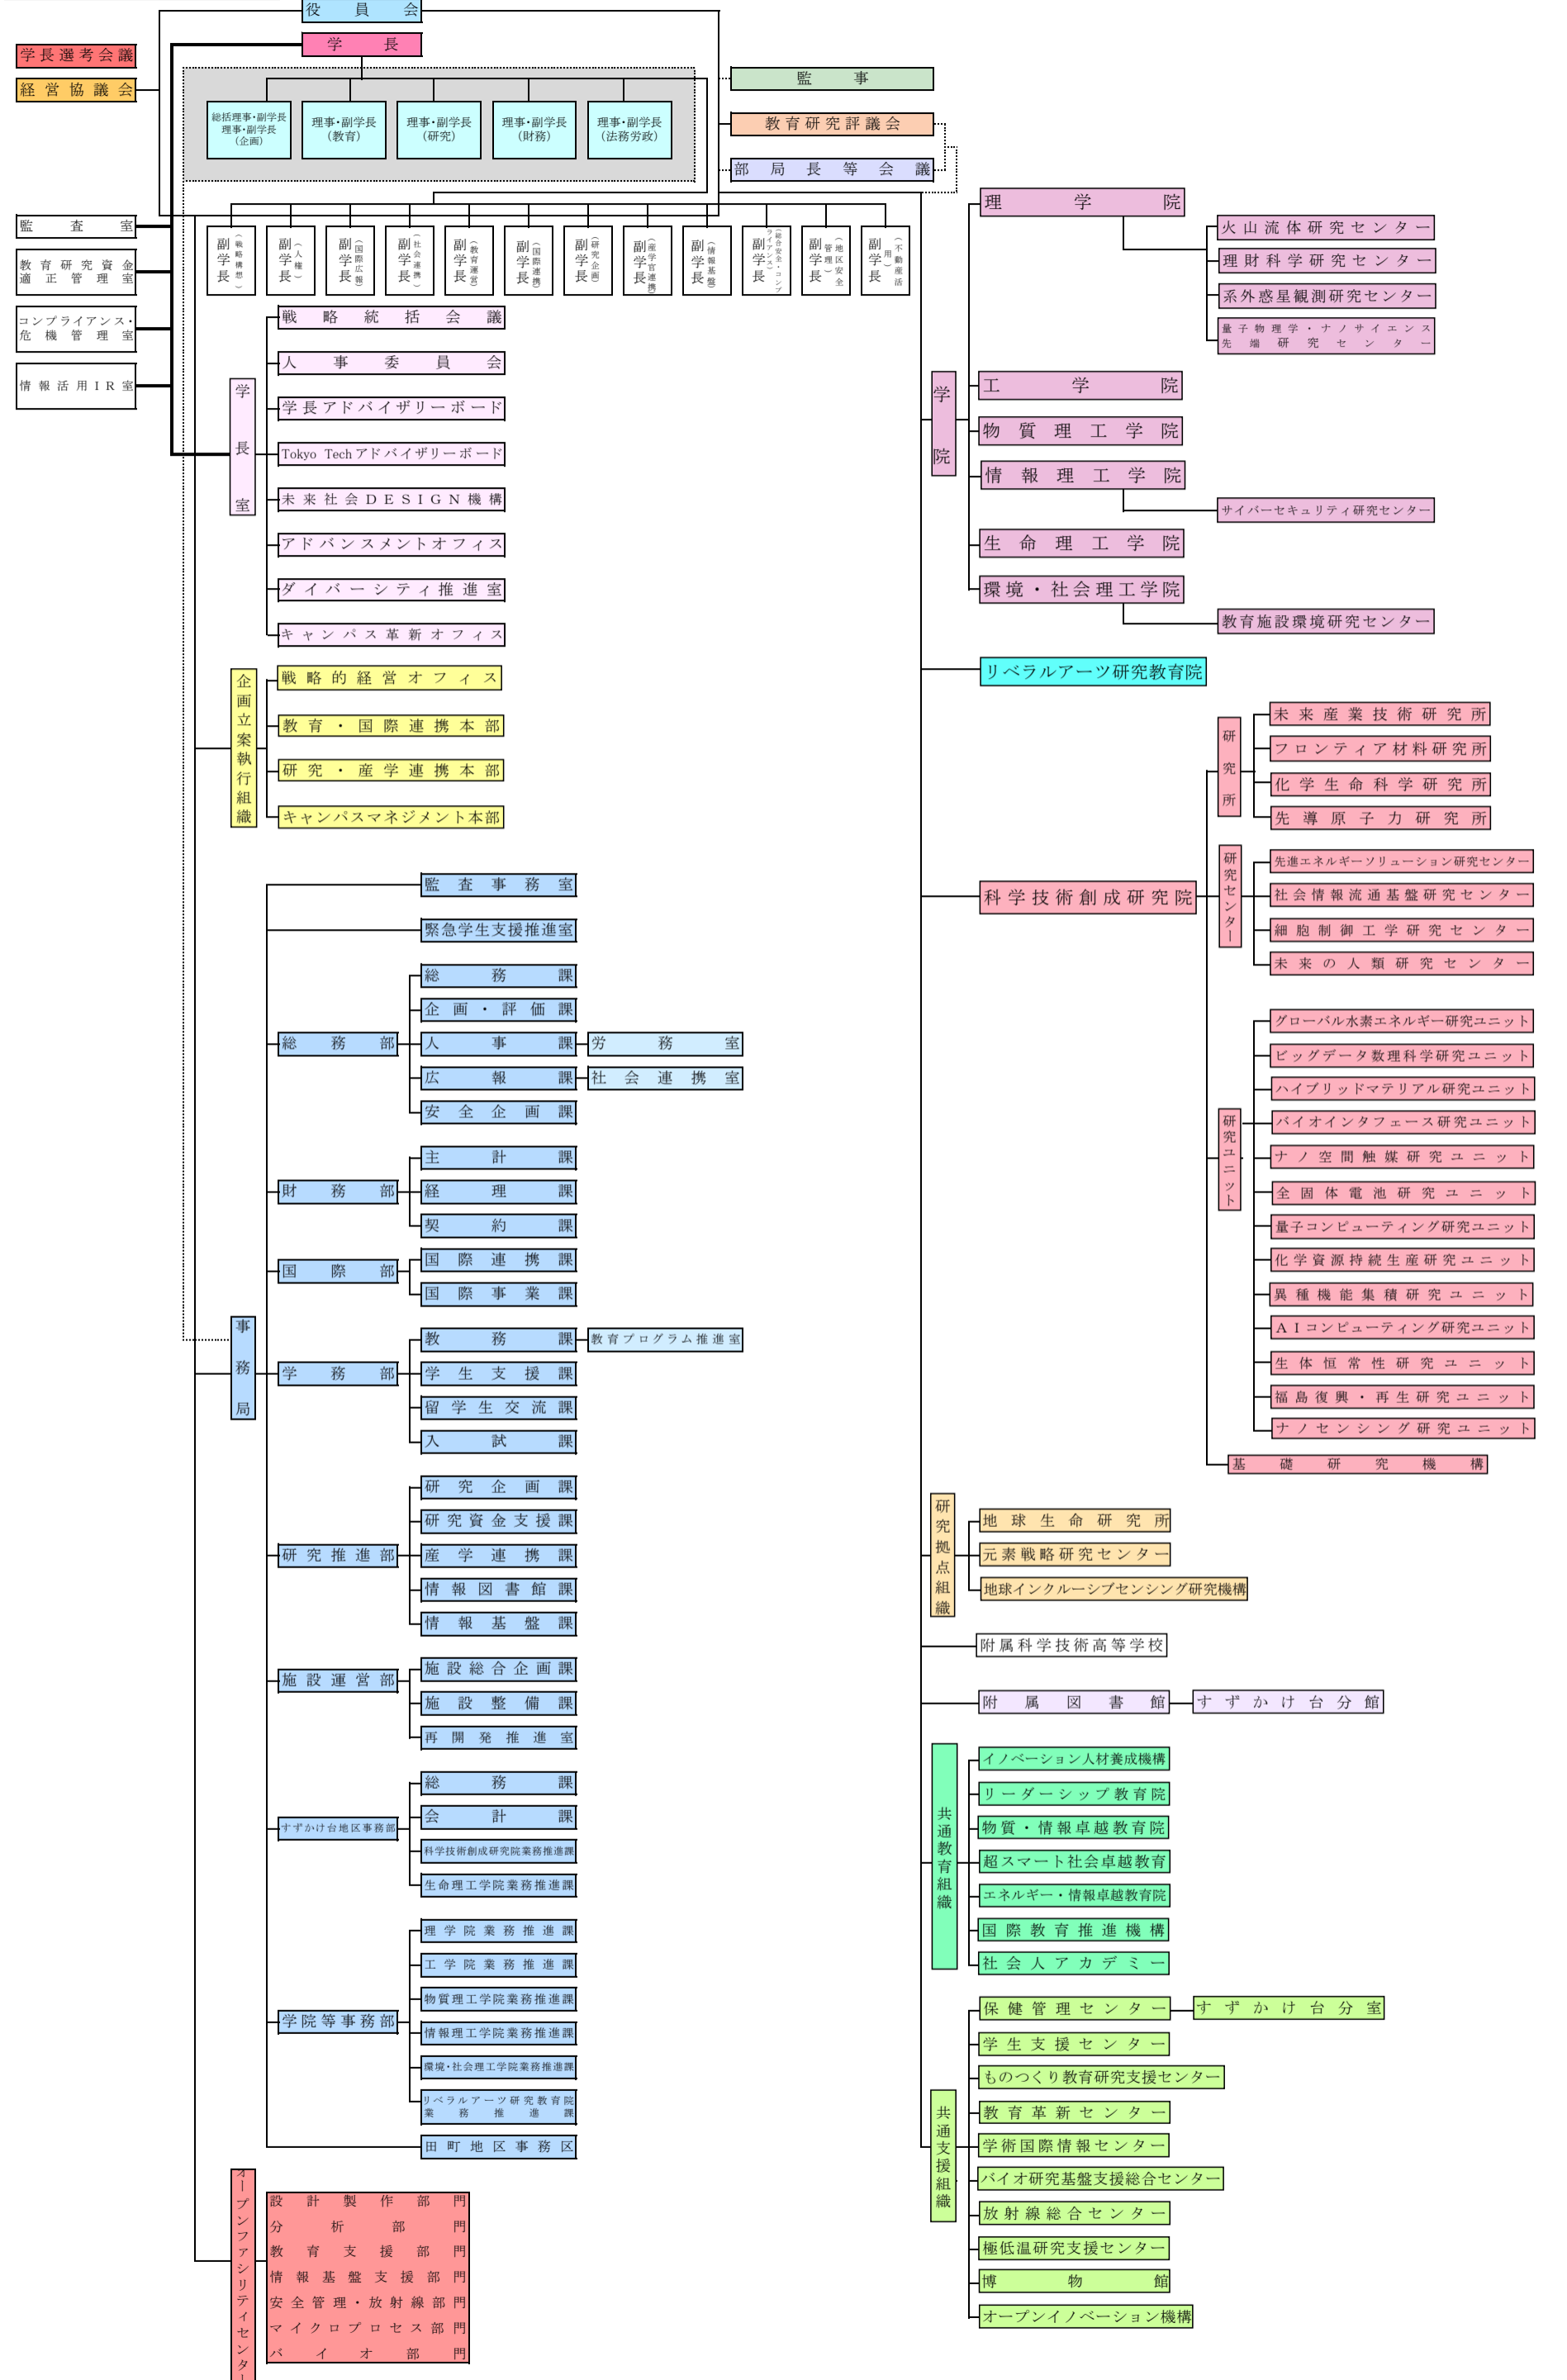 役員会
学長
学長選考会議
経営協議会
監事
教育研究評議会
部局長等会議
総括理事・副学長
理事・副学長
(企画)
理事・副学長
(教育)
理事・副学長
(研究)
理事・副学長
(財務)
理事・副学長
(法務労政)
監査室
教育研究資金
適正管理室
コンプライアンス・
危機管理室
情報活用IR室
副学長
(戦略構想)
副学長
(人権)
副学長
(国際広報)
副学長
(社会連携)
副学長
(教育運営)
副学長
(国際連携)
副学長
(研究企画)
副学長
(産学官連携)
副学長
(情報基盤)
副学長
(総合安全・コンプ
ライアンス)
副学長
(地区安全
管理)
副学長
(不動産活
用)
学長室
戦略統括会議
人事委員会
学長アドバイザリーボード
Tokyo Techアドバイザリーボード
未来社会DESIGN機構
アドバンスメントオフィス
ダイバーシティ推進室
キャンパス革新オフィス
企画立案執行組織
戦略的経営オフィス
教育・国際連携本部
研究・産学連携本部
キャンパスマネジメント本部
事務局
監査事務室
緊急学生支援推進室
総務部
総務課
企画・評価課
人事課
労務室
広報課
社会連携室
安全企画課
財務部
主計課
経理課
契約課
国際部
国際連携課
国際事業課
学務部
教務課
教育プログラム推進室
学生支援課
留学生交流課
入試課
研究推進部
研究企画課
研究資金支援課
産学連携課
情報図書館課
情報基盤課
施設運営部
施設総合企画課
施設整備課
再開発推進室
すずかけ台地区事務部
総務課
会計課
科学技術創成研究院業務推進課
生命理工学院業務推進課
学院等事務部
理学院業務推進課
工学院業務推進課
物質理工学院業務推進課
情報理工学院業務推進課
環境・社会理工学院業務推進課
リベラルアーツ研究教育院
業務推進課
田町地区事務区
オープンファシリティセンター
設計製作部門
分析部門
教育支援部門
情報基盤支援部門
安全管理・放射線部門
マイクロプロセス部門
バイオ部門
学院
理学院
火山流体研究センター
理財科学研究センター
系外惑星観測研究センター
量子物理学・ナノサイエンス
先端研究センター
工学院
物質理工学院
情報理工学院
サイバーセキュリティ研究センター
生命理工学院
環境・社会理工学院
教育施設環境研究センター
リベラルアーツ研究教育院
科学技術創成研究院
研究所
未来産業技術研究所
フロンティア材料研究所
化学生命科学研究所
先導原子力研究所
研究センター
先進エネルギーソリューション研究センター
社会情報流通基盤研究センター
細胞制御工学研究センター
未来の人類研究センター
研究ユニット
グローバル水素エネルギー研究ユニット
ビッグデータ数理科学研究ユニット
ハイブリッドマテリアル研究ユニット
バイオインタフェース研究ユニット
ナノ空間触媒研究ユニット
全固体電池研究ユニット
量子コンピューティング研究ユニット
化学資源持続生産研究ユニット
異種機能集積研究ユニット
AIコンピューティング研究ユニット
生体恒常性研究ユニット
福島復興・再生研究ユニット
ナノセンシング研究ユニット
基礎研究機構
研究拠点組織
地球生命研究所
元素戦略研究センター
地球インクルーシブセンシング研究機構
附属科学技術高等学校
附属図書館
すずかけ台分館
共通教育組織
イノベーション人材養成機構
リーダーシップ教育院
物質・情報卓越教育院
超スマート社会卓越教育
エネルギー・情報卓越教育院
国際教育推進機構
社会人アカデミー
共通支援組織
保健管理センター
すずかけ台分室
学生支援センター
ものつくり教育研究支援センター
教育革新センター
学術国際情報センター
バイオ研究基盤支援総合センター
放射線総合センター
極低温研究支援センター
博物館
オープンイノベーション機構